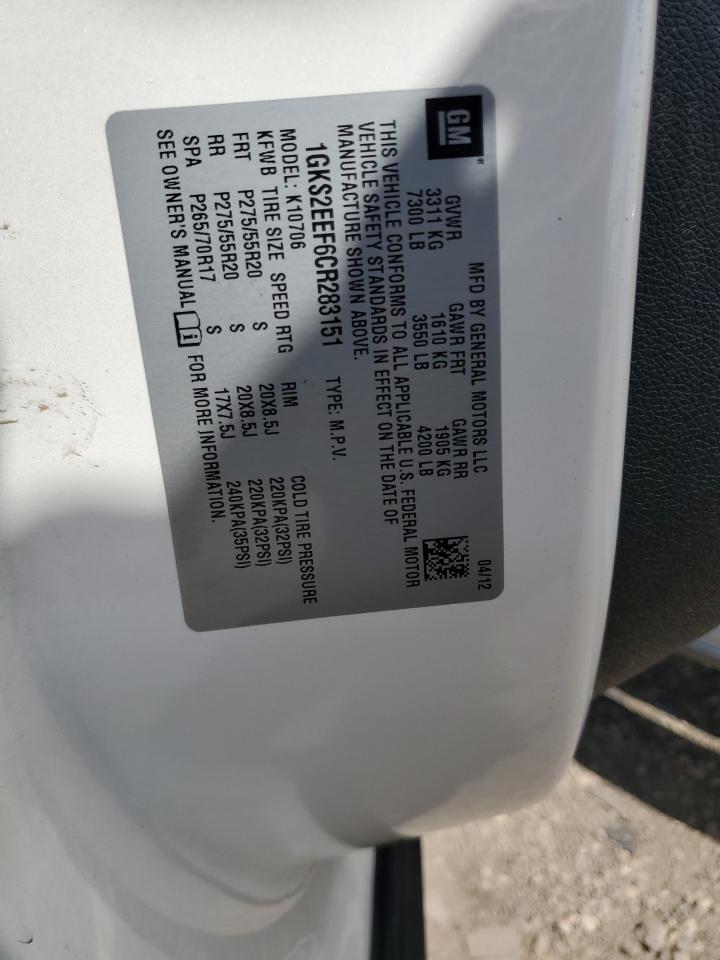 GM
®
MFD BY GENERAL MOTORS LLC
04/12
GVWR GAWR FRT GAWR RR
3311 KG 1610 KG 1905 KG
7300 LB 3550 LB 4200 LB
THIS VEHICLE CONFORMS TO ALL APPLICABLE U.S. FEDERAL MOTOR
VEHICLE SAFETY STANDARDS IN EFFECT ON THE DATE OF
MANUFACTURE SHOWN ABOVE.
1GKS2EEF6CR283151 TYPE: M.P.V.
MODEL: K10706
KFWB TIRE SIZE SPEED RTG RIM COLD TIRE PRESSURE
FRT P275/55R20 S 20X8.5J 220KPA(32PSI)
RR P275/55R20 S 20X8.5J 220KPA(32PSI)
SPA P265/70R17 S 17X7.5J 240KPA(35PSI)
SEE OWNER'S MANUAL i FOR MORE INFORMATION.